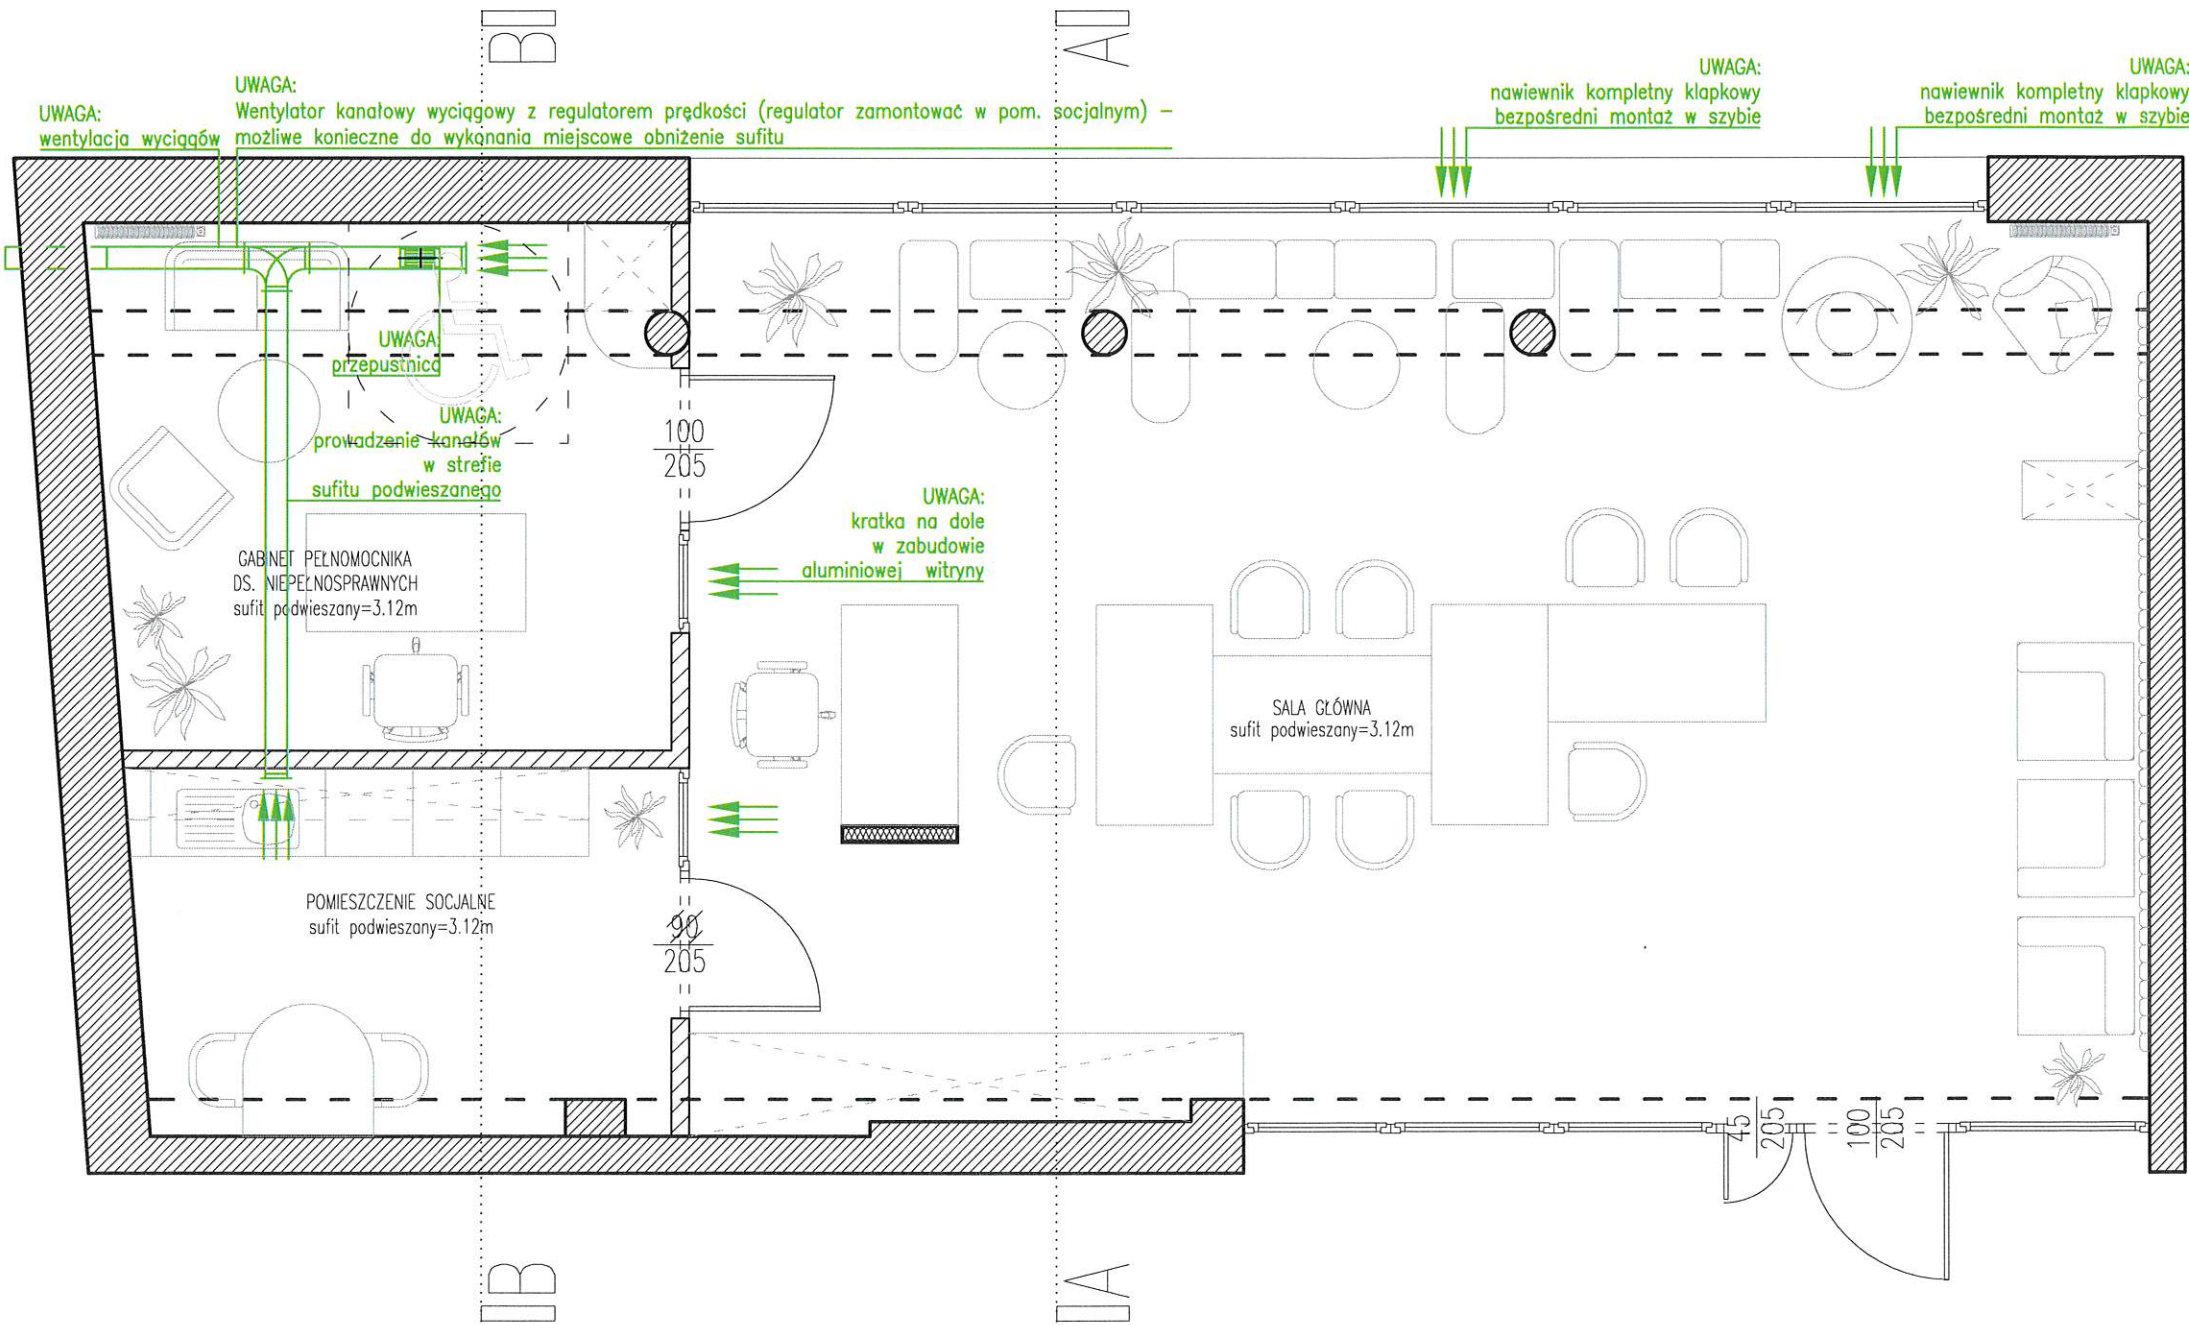 BI
AI
UWAGA:
wentylacja wyciągów
UWAGA:
Wentylator kanałowy wyciągowy z regulatorem prędkości (regulator zamontować w pom. socjalnym) –
możliwe konieczne do wykonania miejscowe obniżenie sufitu
UWAGA:
nawiewnik kompletny klapkowy
bezpośredni montaż w szybie
UWAGA:
nawiewnik kompletny klapkowy
bezpośredni montaż w szybie
UWAGA:
przepustnica
UWAGA:
prowadzenie kanałów
w strefie
sufitu podwieszanego
100
205
UWAGA:
kratka na dole
w zabudowie
aluminiowej witryny
GABINET PEŁNOMOCNIKA
DS. NIEPEŁNOSPRAWNYCH
sufit podwieszany=3.12m
SALA GŁÓWNA
sufit podwieszany=3.12m
POMIESZCZENIE SOCJALNE
sufit podwieszany=3.12m
90
205
45
205
100
205
IB
IA